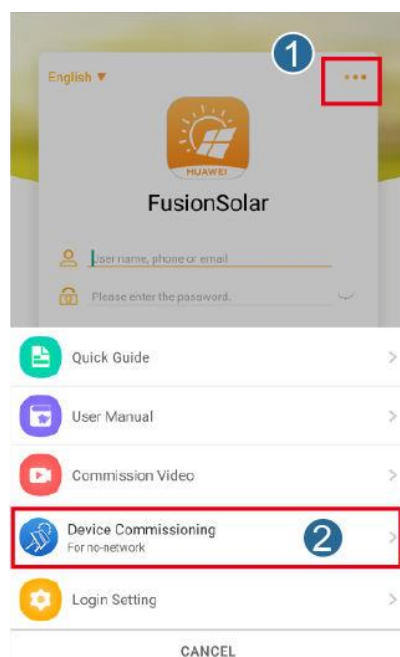 1
English ▼
HUAWEI
FusionSolar
User name, phone or email
Please enter the password.
Quick Guide
User Manual
Commission Video
Device Commissioning
For no-network
2
Login Setting
CANCEL